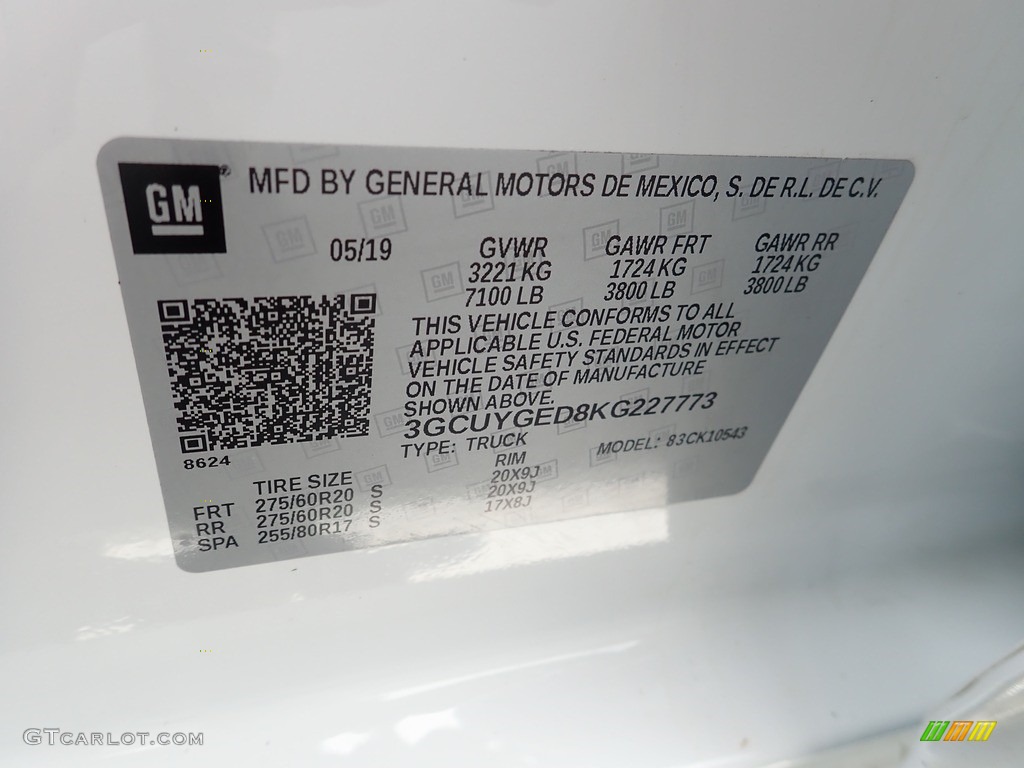 GM® MFD BY GENERAL MOTORS DE MEXICO, S. DE R.L. DE C.V.
05/19 GVWR GAWR FRT GAWR RR
3221 KG 1724 KG 1724 KG
7100 LB 3800 LB 3800 LB
THIS VEHICLE CONFORMS TO ALL
APPLICABLE U.S. FEDERAL MOTOR
VEHICLE SAFETY STANDARDS IN EFFECT
ON THE DATE OF MANUFACTURE
SHOWN ABOVE.
3GCUYGED8KG227773
TYPE: TRUCK MODEL: 83CK10543
8624
TIRE SIZE RIM
FRT 275/60R20 S 20X9J
RR 275/60R20 S 20X9J
SPA 255/80R17 S 17X8J
GTcarlot.com